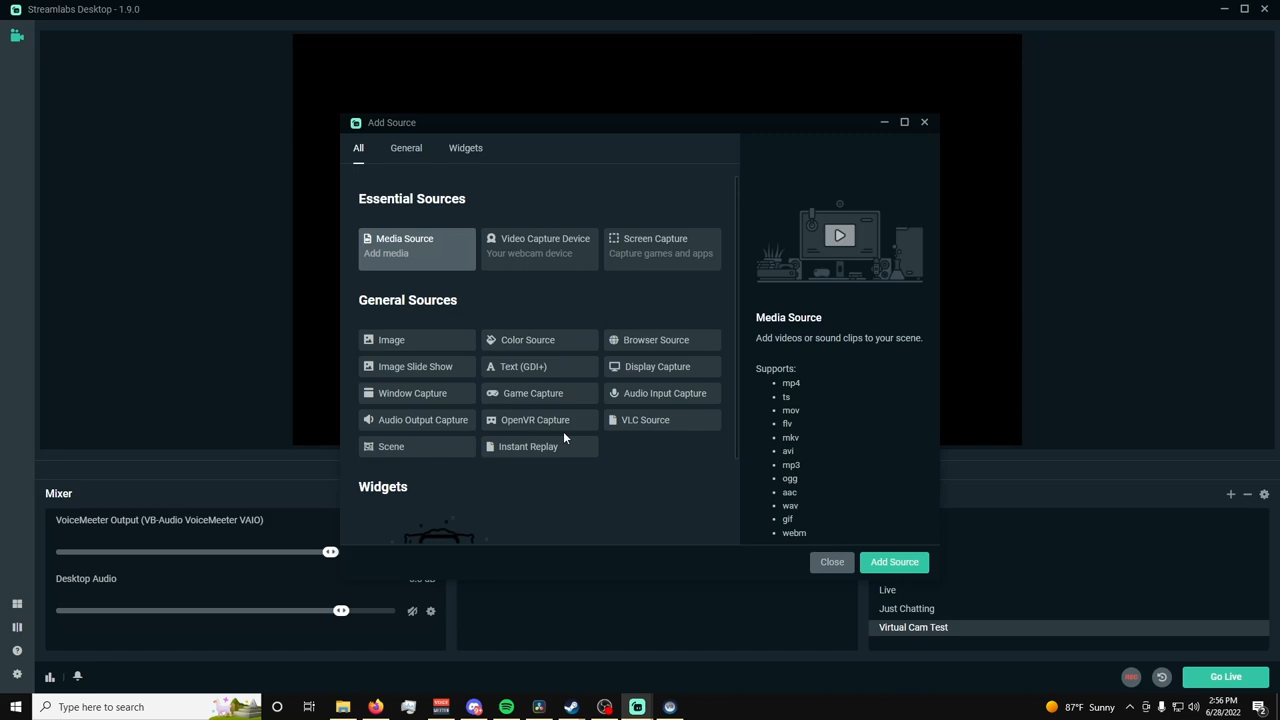 Streamlabs Desktop - 1.9.0
Add Source
All General Widgets
Essential Sources
Media Source
Add media
Video Capture Device
Your webcam device
Screen Capture
Capture games and apps
General Sources
Image Color Source Browser Source
Image Slide Show Text (GDI+) Display Capture
Window Capture Game Capture Audio Input Capture
Audio Output Capture OpenVR Capture VLC Source
Scene Instant Replay
Widgets
Media Source
Add videos or sound clips to your scene.
Supports:
mp4
ts
mov
flv
mkv
avi
mp3
ogg
aac
wav
gif
webm
Close Add Source
Mixer
VoiceMeeter Output (VB-Audio VoiceMeeter VAIO)
Desktop Audio
Live
Just Chatting
Virtual Cam Test
REC
Go Live
Type here to search
VOICE
MEETER
87°F Sunny
2:56 PM
6/28/2022